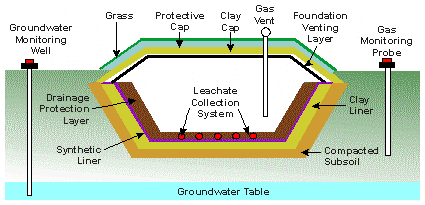 Groundwater
Monitoring
Well
Grass
Protective
Cap
Clay
Cap
Gas
Vent
Foundation
Venting
Layer
Gas
Monitoring
Probe
Drainage
Protection
Layer
Leachate
Collection
System
Clay
Liner
Synthetic
Liner
Compacted
Subsoil
Groundwater Table